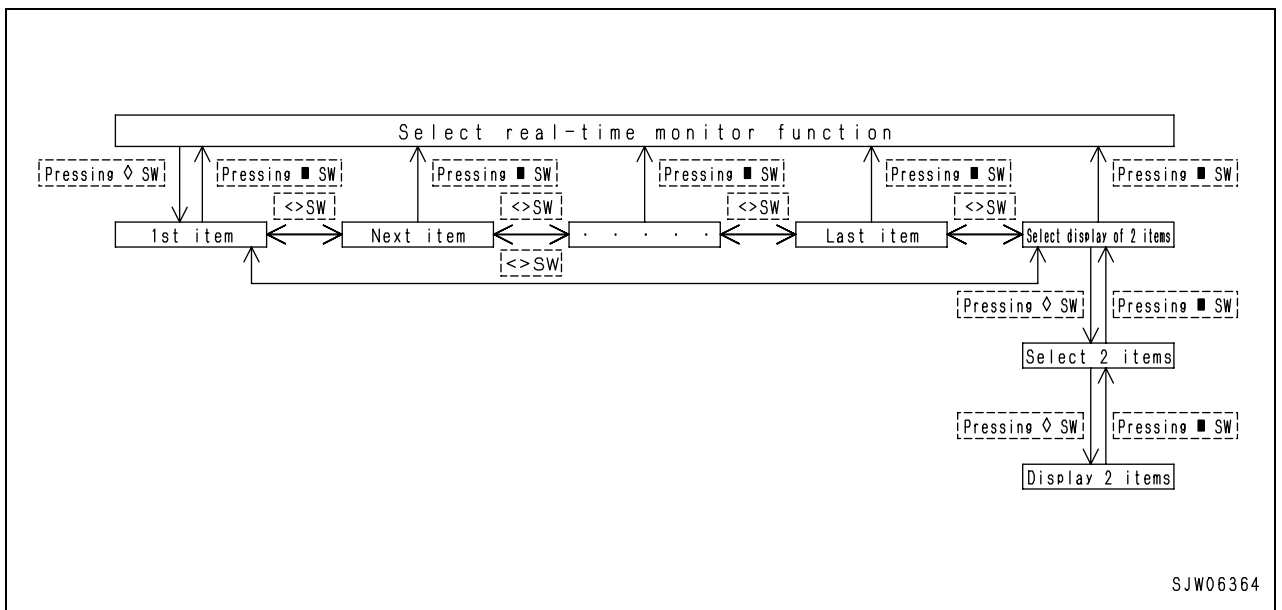 Select real-time monitor function
Pressing ◊ SW
Pressing ■ SW
Pressing ■ SW
Pressing ■ SW
Pressing ■ SW
Pressing ■ SW
<>SW
<>SW
<>SW
<>SW
1st item
Next item
· · · · ·
Last item
Select display of 2 items
<>SW
Pressing ◊ SW
Pressing ■ SW
Select 2 items
Pressing ◊ SW
Pressing ■ SW
Display 2 items
SJW06364